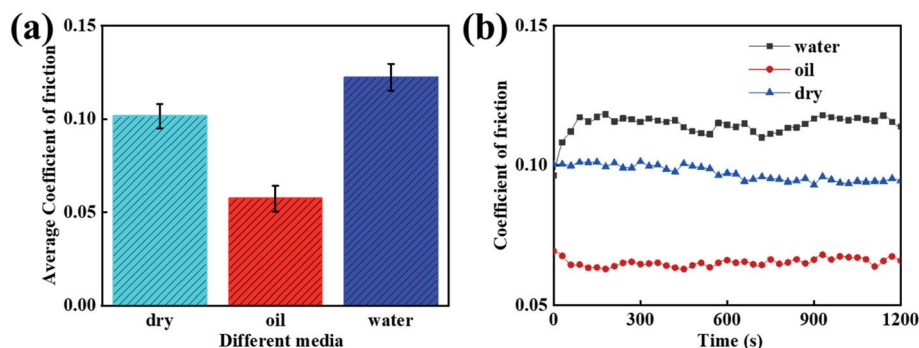 (a)
0.15
0.10
0.05
0.00
Average Coefficient of friction
dry oil water
Different media
(b)
0.15
0.10
0.05
Coefficient of friction
water
oil
dry
0 300 600 900 1200
Time (s)